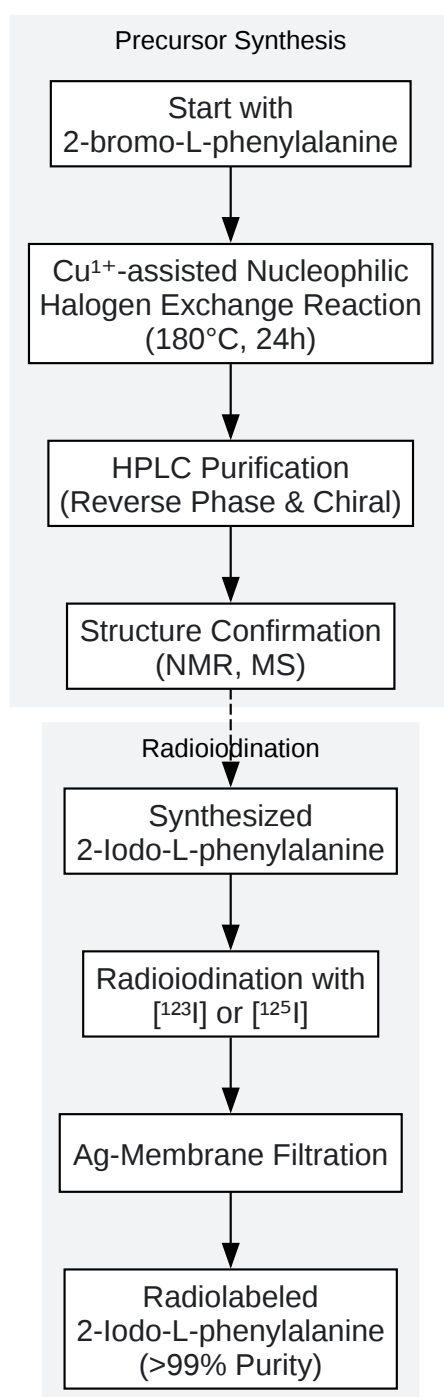 Precursor Synthesis
Start with
2-bromo-L-phenylalanine
Cu¹⁺-assisted Nucleophilic
Halogen Exchange Reaction
(180°C, 24h)
HPLC Purification
(Reverse Phase & Chiral)
Structure Confirmation
(NMR, MS)
Radioiodination
Synthesized
2-Iodo-L-phenylalanine
Radioiodination with
[¹²³I] or [¹²⁵I]
Ag-Membrane Filtration
Radiolabeled
2-Iodo-L-phenylalanine
(>99% Purity)